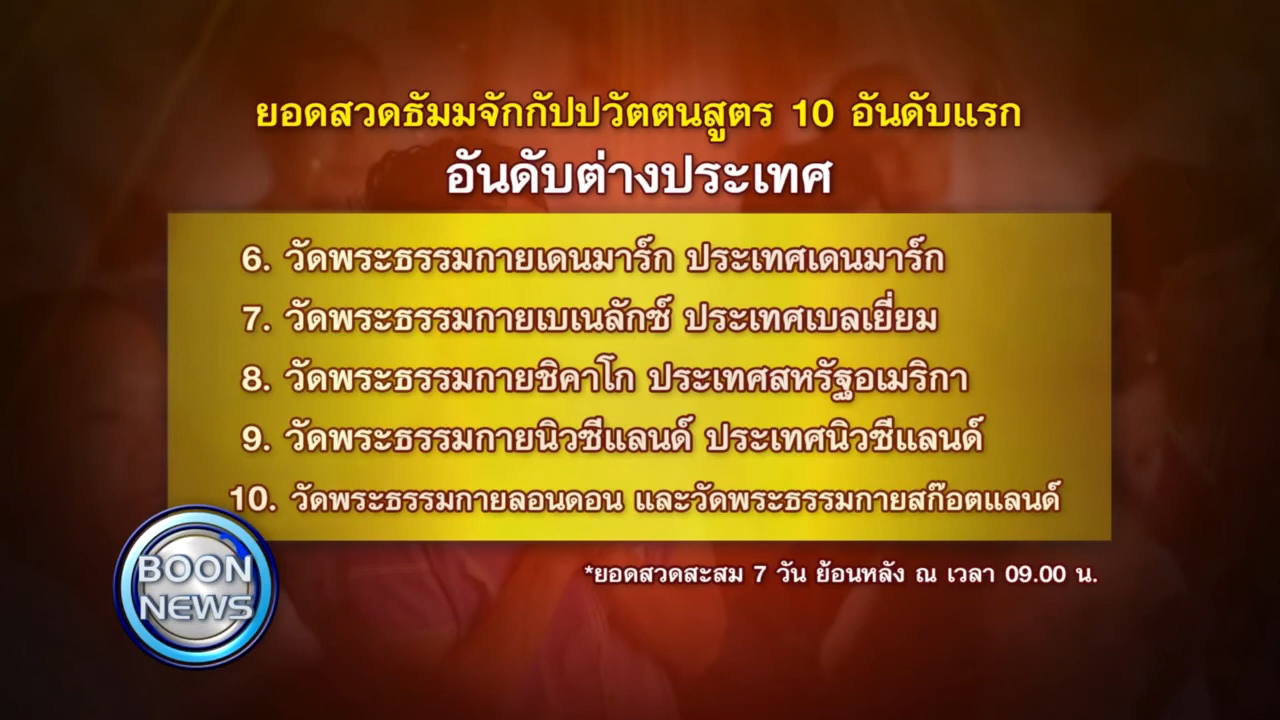 ยอดสวดธัมมจักกัปปวัตตนสูตร 10 อันดับแรก
อันดับต่างประเทศ
6. วัดพระธรรมกายเดนมาร์ก ประเทศเดนมาร์ก
7. วัดพระธรรมกายเบเนลักซ์ ประเทศเบลเยี่ยม
8. วัดพระธรรมกายชิคาโก ประเทศสหรัฐอเมริกา
9. วัดพระธรรมกายนิวซีแลนด์ ประเทศนิวซีแลนด์
10. วัดพระธรรมกายลอนดอน และวัดพระธรรมกายสก๊อตแลนด์
*ยอดสวดสะสม 7 วัน ย้อนหลัง ณ เวลา 09.00 น.
BOON
NEWS